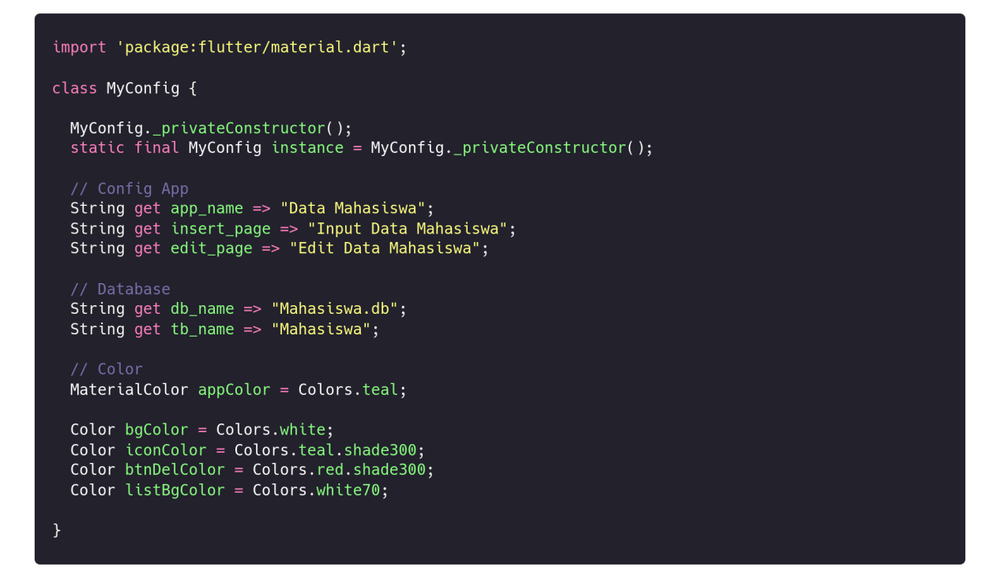 import 'package:flutter/material.dart';
class MyConfig {
MyConfig._privateConstructor();
static final MyConfig instance = MyConfig._privateConstructor();
// Config App
String get app_name => "Data Mahasiswa";
String get insert_page => "Input Data Mahasiswa";
String get edit_page => "Edit Data Mahasiswa";
// Database
String get db_name => "Mahasiswa.db";
String get tb_name => "Mahasiswa";
// Color
MaterialColor appColor = Colors.teal;
Color bgColor = Colors.white;
Color iconColor = Colors.teal.shade300;
Color btnDelColor = Colors.red.shade300;
Color listBgColor = Colors.white70;
}